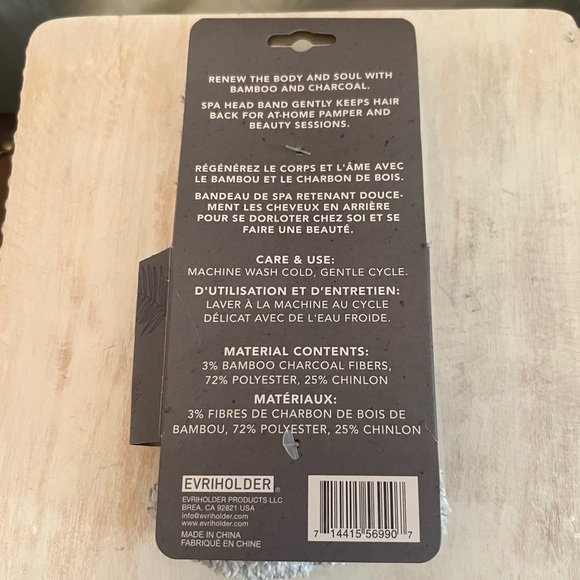 RENEW THE BODY AND SOUL WITH
BAMBOO AND CHARCOAL.
SPA HEAD BAND GENTLY KEEPS HAIR
BACK FOR AT-HOME PAMPER AND
BEAUTY SESSIONS.
RÉGÉNÉREZ LE CORPS ET L'ÂME AVEC
LE BAMBOU ET LE CHARBON DE BOIS.
BANDEAU DE SPA RETENANT DOUCE-
MENT LES CHEVEUX EN ARRIÈRE
POUR SE DORLOTER CHEZ SOI ET SE
FAIRE UNE BEAUTÉ.
CARE & USE:
MACHINE WASH COLD, GENTLE CYCLE.
D'UTILISATION ET D'ENTRETIEN:
LAVER À LA MACHINE AU CYCLE
DÉLICAT AVEC DE L'EAU FROIDE.
MATERIAL CONTENTS:
3% BAMBOO CHARCOAL FIBERS,
72% POLYESTER, 25% CHINLON
MATÉRIAUX:
3% FIBRES DE CHARBON DE BOIS DE
BAMBOU, 72% POLYESTER, 25% CHINLON
EVRIHOLDER®
EVRIHOLDER PRODUCTS LLC
BREA, CA 92821 USA
info@evriholder.com
www.evriholder.com
MADE IN CHINA
FABRIQUÉ EN CHINE
7 14415 56990 7